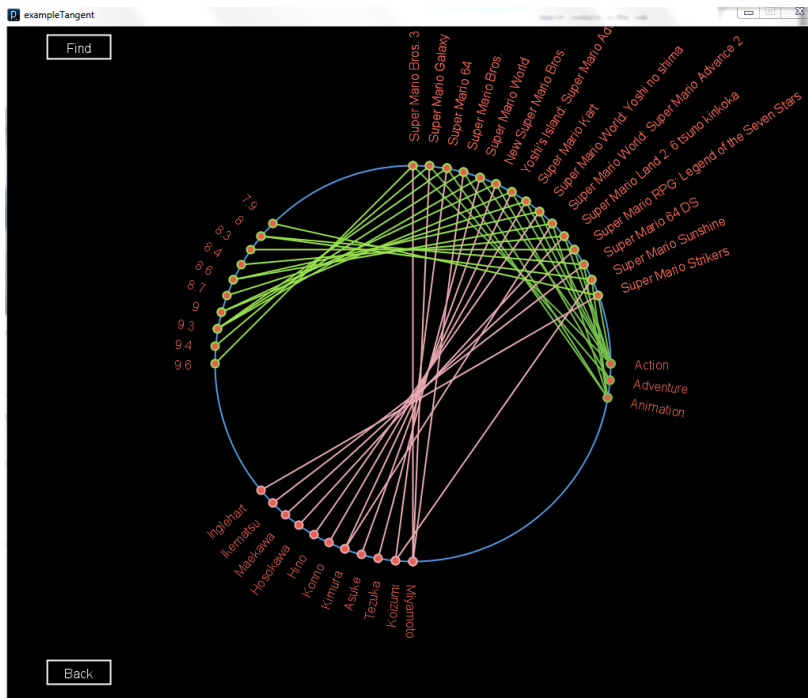 exampleTangent
Find
Super Mario Bros. 3
Super Mario Galaxy
Super Mario 64
Super Mario Bros.
Super Mario World
New Super Mario Bros.
Yoshi's Island: Super Mario Adv
Super Mario Kart
Super Mario World: Yoshi no shima
Super Mario World: Super Mario Advance 2
Super Mario Land 2: 6 tsuno kinkoka
Super Mario RPG: Legend of the Seven Stars
Super Mario 64 DS
Super Mario Sunshine
Super Mario Strikers
7.9
8
8.3
8.4
8.6
8.7
9
9.3
9.4
9.6
Action
Adventure
Animation
Inglehart
Ikematsu
Maekawa
Hosokawa
Hino
Konno
Kimura
Asuke
Tezuka
Koizumi
Miyamoto
Back